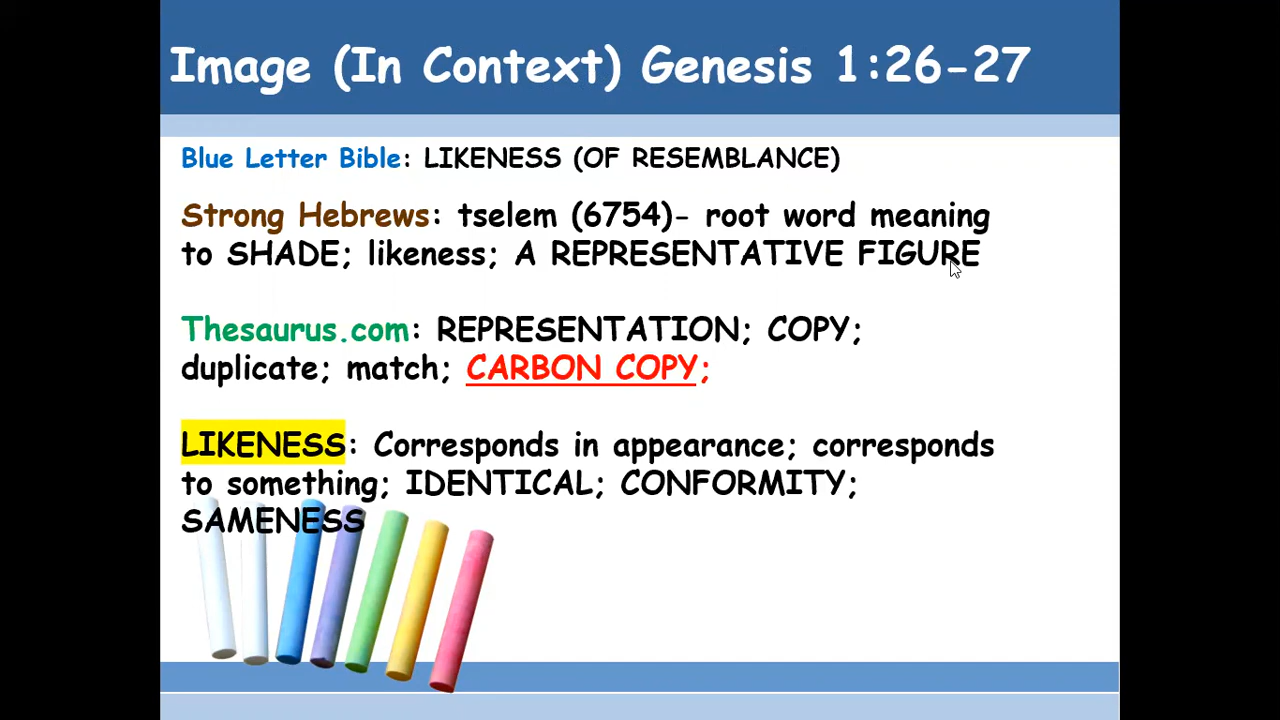 Image (In Context) Genesis 1:26-27
Blue Letter Bible: LIKENESS (OF RESEMBLANCE)
Strong Hebrews: tselem (6754)- root word meaning
to SHADE; likeness; A REPRESENTATIVE FIGURE
Thesaurus.com: REPRESENTATION; COPY;
duplicate; match; CARBON COPY;
LIKENESS: Corresponds in appearance; corresponds
to something; IDENTICAL; CONFORMITY;
SAMENESS